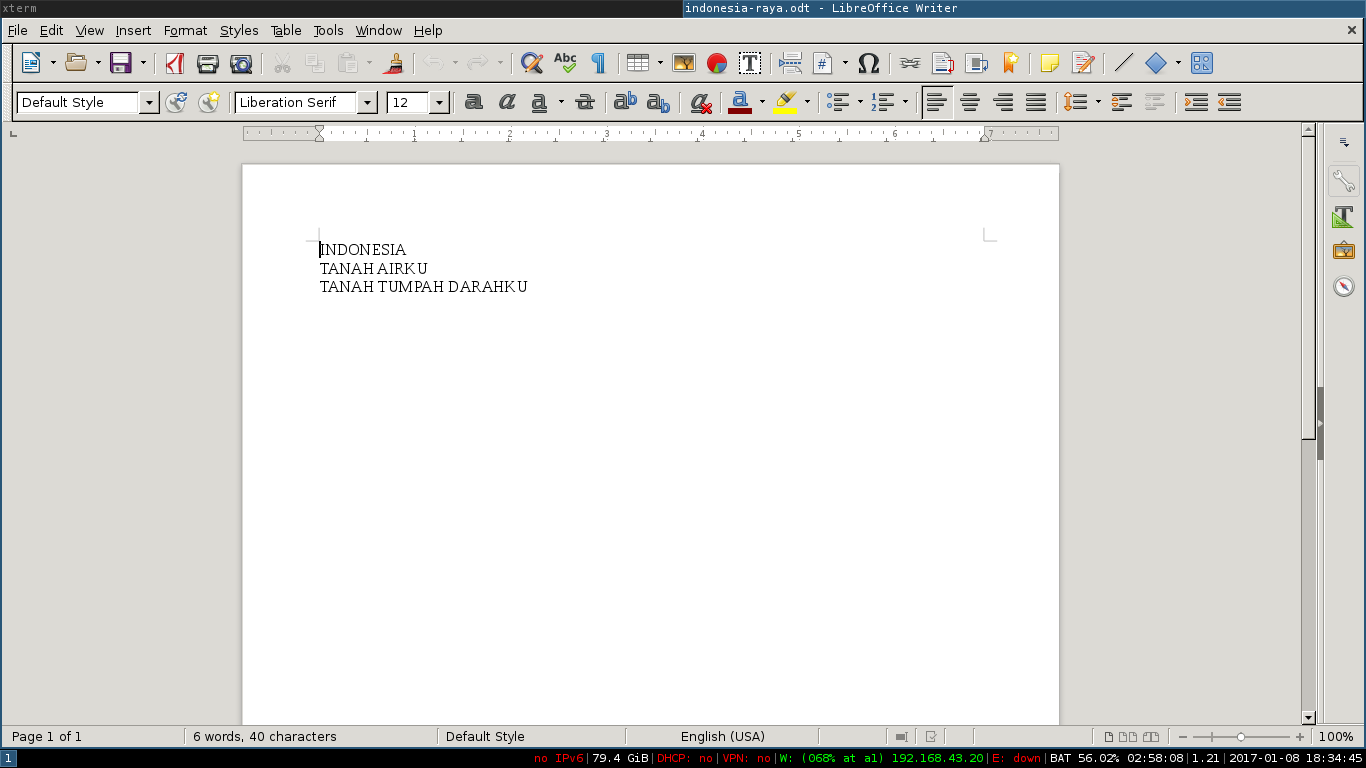 xterm
indonesia-raya.odt - LibreOffice Writer
File Edit View Insert Format Styles Table Tools Window Help
Default Style Liberation Serif 12
1 2 3 4 5 6 7
INDONESIA
TANAH AIRKU
TANAH TUMPAH DARAHKU
Page 1 of 1 6 words, 40 characters Default Style English (USA) 100%
1 no IPv6|79.4 GiB|DHCP: no|VPN: no|W: (068% at a1) 192.168.43.20|E: down|BAT 56.02% 02:58:08|1.21|2017-01-08 18:34:45